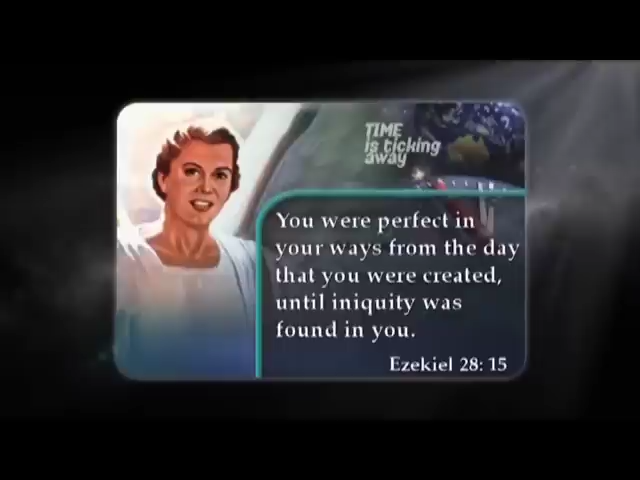 TIME
is ticking
away
You were perfect in
your ways from the day
that you were created,
until iniquity was
found in you.
Ezekiel 28: 15